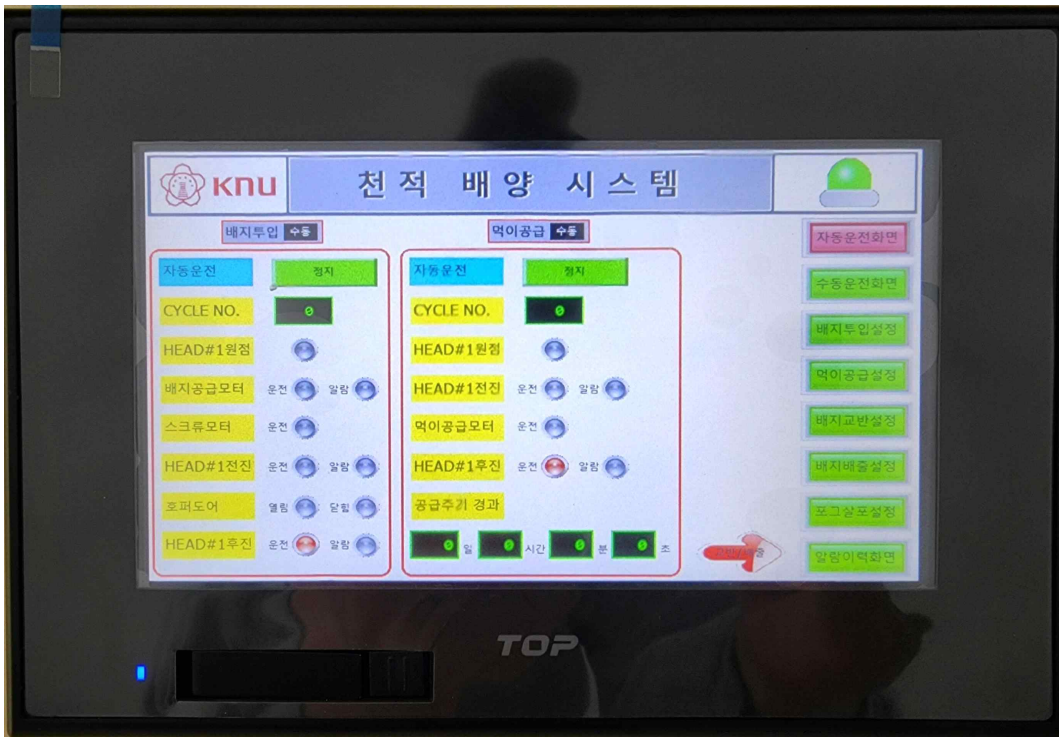 KNU
천적 배양 시스템
배지투입 수동
먹이공급 수동
자동운전 정지
CYCLE NO. 0
HEAD#1원점
배지공급모터 운전 알람
스크류모터 운전
HEAD#1전진 운전 알람
호퍼도어 열림 닫힘
HEAD#1후진 운전 알람
자동운전 정지
CYCLE NO. 0
HEAD#1원점
HEAD#1전진 운전 알람
먹이공급모터 운전
HEAD#1후진 운전 알람
공급주기 경과
0 일 0 시간 0 분 0 초
자동운전화면
수동운전화면
배지투입설정
먹이공급설정
배지교반설정
배지배출설정
포그살포설정
알람이력화면
TOP